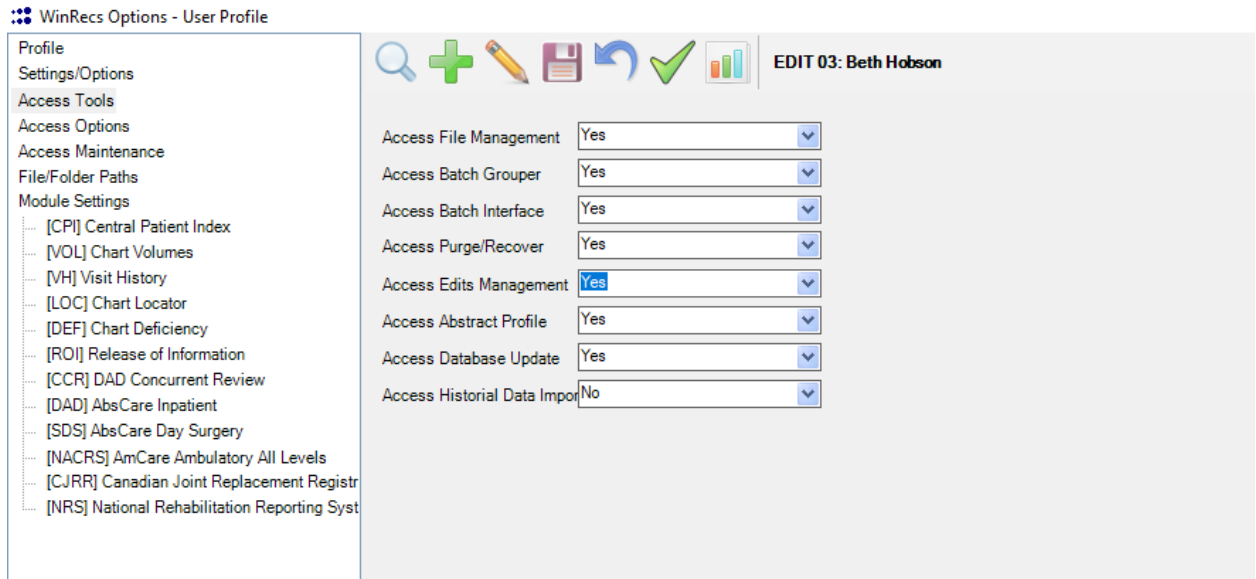 WinRecs Options - User Profile
Profile
Settings/Options
Access Tools
Access Options
Access Maintenance
File/Folder Paths
Module Settings
[CPI] Central Patient Index
[VOL] Chart Volumes
[VH] Visit History
[LOC] Chart Locator
[DEF] Chart Deficiency
[ROI] Release of Information
[CCR] DAD Concurrent Review
[DAD] AbsCare Inpatient
[SDS] AbsCare Day Surgery
[NACRS] AmCare Ambulatory All Levels
[CJRR] Canadian Joint Replacement Registr
[NRS] National Rehabilitation Reporting Syst
EDIT 03: Beth Hobson
Access File Management Yes
Access Batch Grouper Yes
Access Batch Interface Yes
Access Purge/Recover Yes
Access Edits Management Yes
Access Abstract Profile Yes
Access Database Update Yes
Access Historial Data Impor No